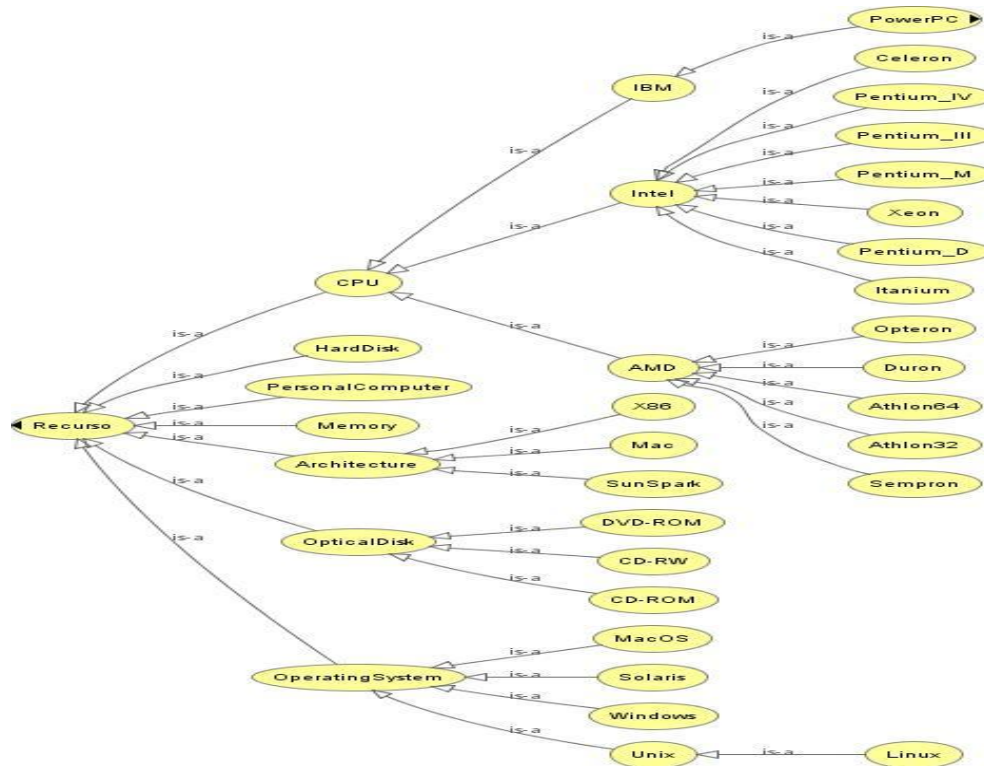 PowerPC
is-a
Celeron
IBM
is-a
Pentium_IV
is-a
Pentium_III
is-a
is-a
Pentium_M
Intel
is-a
is-a
Xeon
is-a
is-a
Pentium_D
is-a
CPU
Itanium
Opteron
is-a
is-a
is-a
HardDisk
AMD
is-a
Duron
is-a
PersonalComputer
is-a
is-a
X86
is-a
Athlon64
Recurso
is-a
Memory
is-a
is-a
is-a
Mac
is-a
Athlon32
Architecture
is-a
SunSpark
Sempron
is-a
is-a
DVD-ROM
is-a
OpticalDisk
is-a
CD-RW
is-a
CD-ROM
MacOS
is-a
OperatingSystem
is-a
Solaris
is-a
Windows
is-a
Unix
is-a
Linux